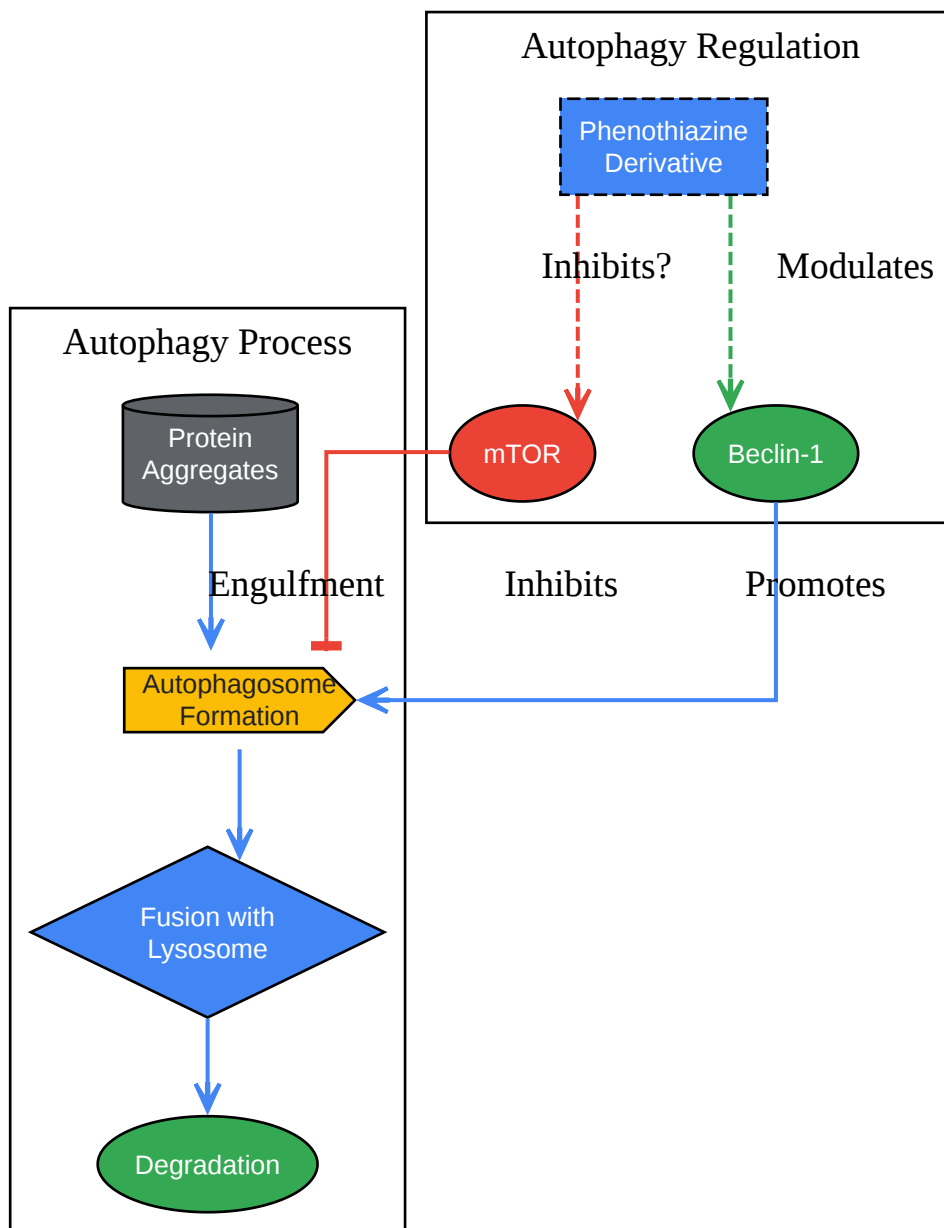 Autophagy Regulation
Phenothiazine
Derivative
Inhibits?
Modulates
Autophagy Process
Protein
Aggregates
mTOR
Beclin-1
Engulfment
Inhibits
Promotes
Autophagosome
Formation
Fusion with
Lysosome
Degradation